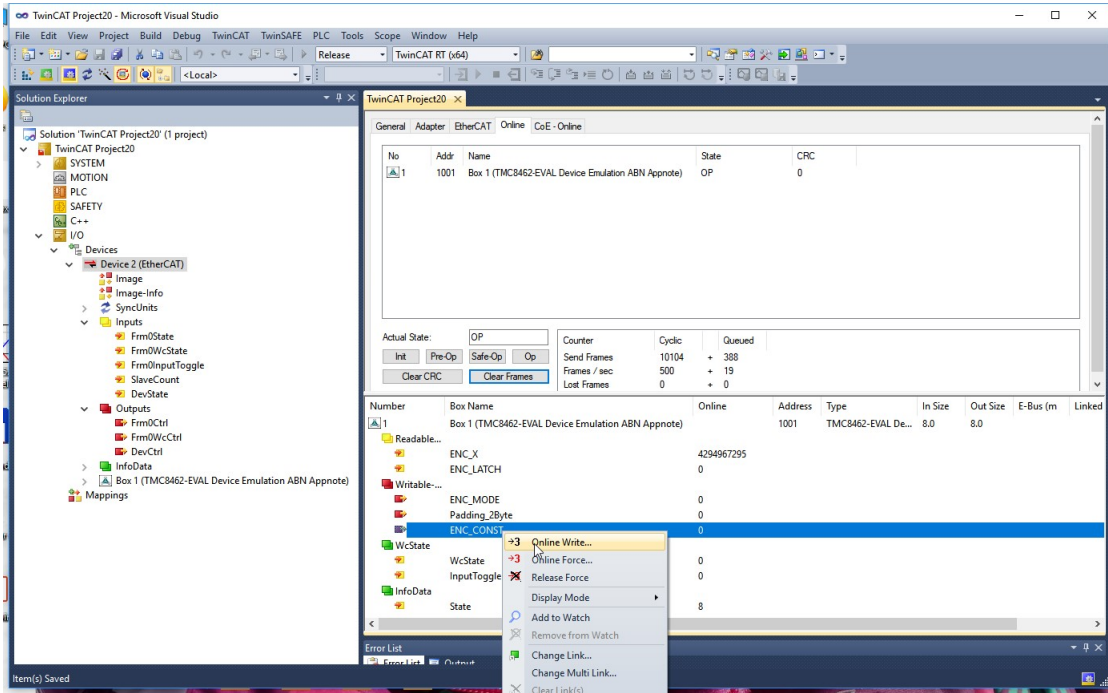 TwinCAT Project20 - Microsoft Visual Studio
File Edit View Project Build Debug TwinCAT TwinSAFE PLC Tools Scope Window Help
Release TwinCAT RT (x64)
<Local>
Solution Explorer
Solution 'TwinCAT Project20' (1 project)
TwinCAT Project20
SYSTEM
MOTION
PLC
SAFETY
C++
I/O
Devices
Device 2 (EtherCAT)
Image
Image-Info
SyncUnits
Inputs
Frm0State
Frm0WcState
Frm0InputToggle
SlaveCount
DevState
Outputs
Frm0Ctrl
Frm0WcCtrl
DevCtrl
InfoData
Box 1 (TMC8462-EVAL Device Emulation ABN Appnote)
Mappings
TwinCAT Project20
General Adapter EtherCAT Online CoE - Online
No Addr Name State CRC
1 1001 Box 1 (TMC8462-EVAL Device Emulation ABN Appnote) OP 0
Actual State: OP
Init Pre-Op Safe-Op Op
Clear CRC Clear Frames
Counter Cyclic Queued
Send Frames 10104 + 388
Frames / sec 500 + 19
Lost Frames 0 + 0
Number Box Name Online Address Type In Size Out Size E-Bus (m Linked
1 Box 1 (TMC8462-EVAL Device Emulation ABN Appnote) 1001 TMC8462-EVAL De... 8.0 8.0
Readable...
ENC_X 4294967295
ENC_LATCH 0
Writable-...
ENC_MODE 0
Padding_2Byte 0
ENC_CONST 0
WcState
WcState 0
InputToggle 0
InfoData
State 8
→3 Online Write...
→3 Online Force...
Release Force
Display Mode
Add to Watch
Remove from Watch
Change Link...
Change Multi Link...
Clear Link(s)
Error List
Error List Output
Item(s) Saved